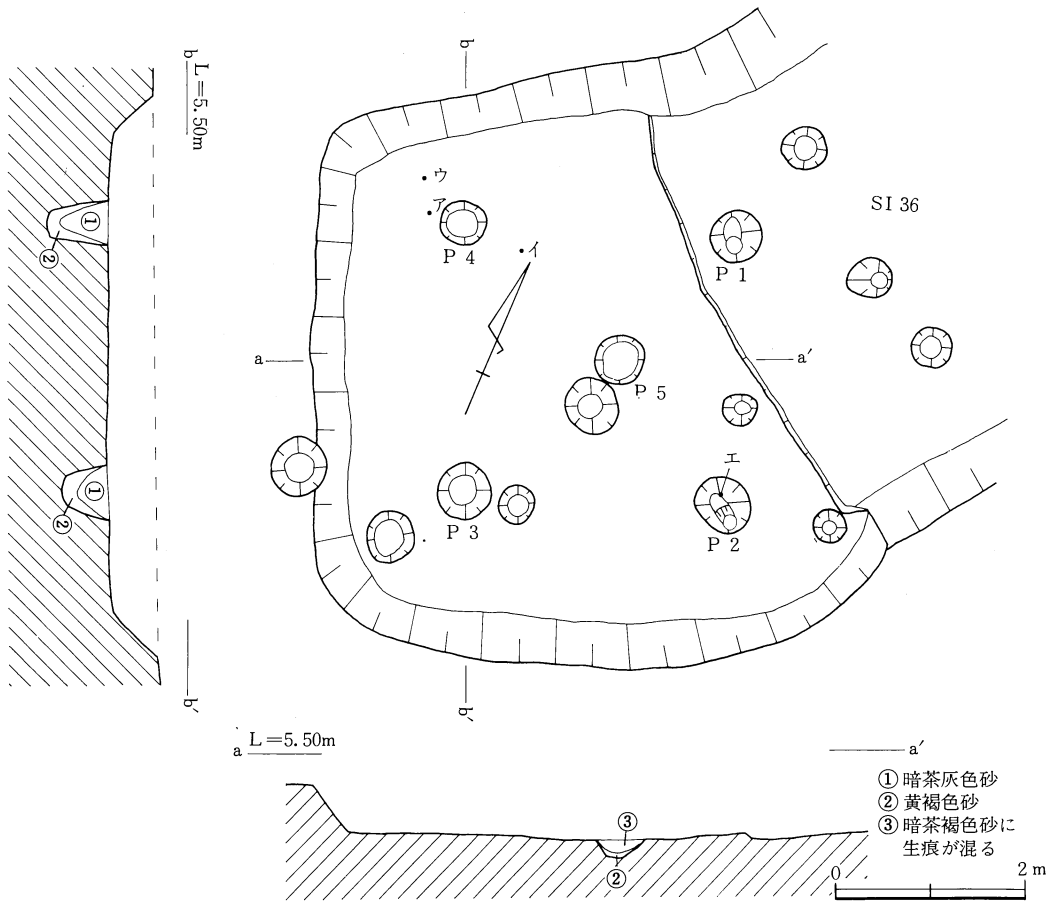 b
L=5.50m
b
ウ
ア
P 4
イ
SI 36
P 1
a
a′
P 5
エ
P 3
P 2
①
②
①
②
b′
b′
a
L=5.50m
a′
③
②
① 暗茶灰色砂
② 黄褐色砂
③ 暗茶褐色砂に
生痕が混る
0
2 m